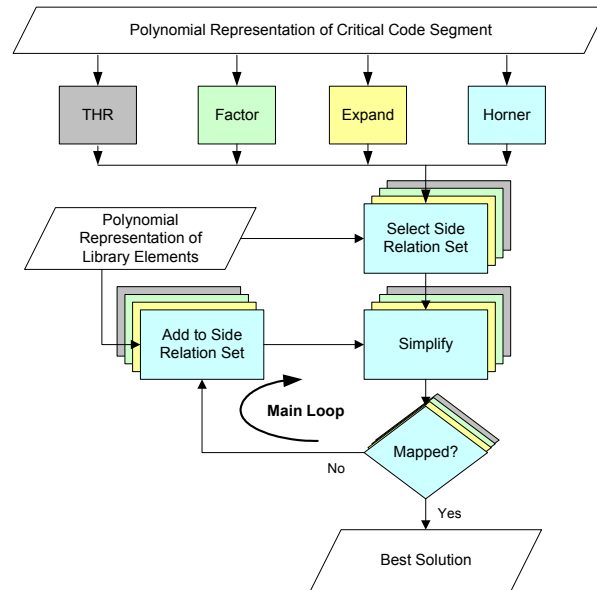 Polynomial Representation of Critical Code Segment
THR
Factor
Expand
Horner
Polynomial
Representation of
Library Elements
Select Side
Relation Set
Add to Side
Relation Set
Simplify
Main Loop
Mapped?
No
Yes
Best Solution